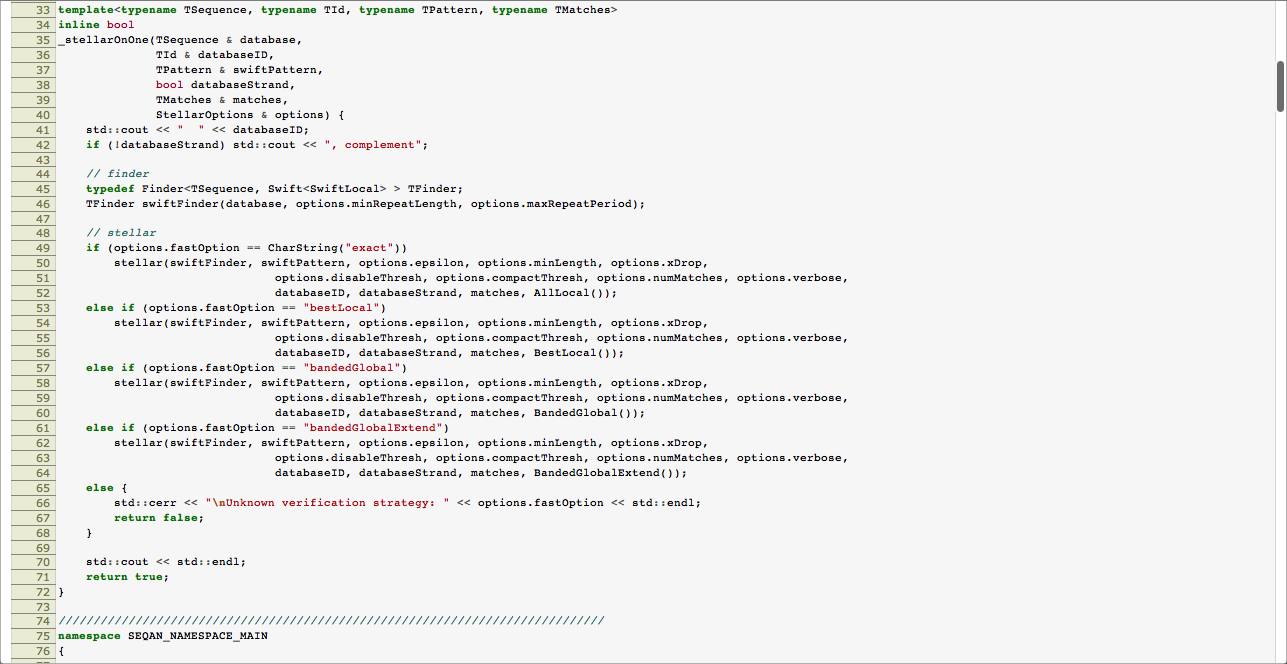 33 template<typename TSequence, typename TId, typename TPattern, typename TMatches>
34 inline bool
35 _stellarOnOne(TSequence & database,
36               TId & databaseID,
37               TPattern & swiftPattern,
38               bool databaseStrand,
39               TMatches & matches,
40               StellarOptions & options) {
41     std::cout << "  " << databaseID;
42     if (!databaseStrand) std::cout << ", complement";
43
44     // finder
45     typedef Finder<TSequence, Swift<SwiftLocal> > TFinder;
46     TFinder swiftFinder(database, options.minRepeatLength, options.maxRepeatPeriod);
47
48     // stellar
49     if (options.fastOption == CharString("exact"))
50         stellar(swiftFinder, swiftPattern, options.epsilon, options.minLength, options.xDrop,
51                                options.disableThresh, options.compactThresh, options.numMatches, options.verbose,
52                                databaseID, databaseStrand, matches, AllLocal());
53     else if (options.fastOption == "bestLocal")
54         stellar(swiftFinder, swiftPattern, options.epsilon, options.minLength, options.xDrop,
55                                options.disableThresh, options.compactThresh, options.numMatches, options.verbose,
56                                databaseID, databaseStrand, matches, BestLocal());
57     else if (options.fastOption == "bandedGlobal")
58         stellar(swiftFinder, swiftPattern, options.epsilon, options.minLength, options.xDrop,
59                                options.disableThresh, options.compactThresh, options.numMatches, options.verbose,
60                                databaseID, databaseStrand, matches, BandedGlobal());
61     else if (options.fastOption == "bandedGlobalExtend")
62         stellar(swiftFinder, swiftPattern, options.epsilon, options.minLength, options.xDrop,
63                                options.disableThresh, options.compactThresh, options.numMatches, options.verbose,
64                                databaseID, databaseStrand, matches, BandedGlobalExtend());
65     else {
66         std::cerr << "\nUnknown verification strategy: " << options.fastOption << std::endl;
67         return false;
68     }
69
70     std::cout << std::endl;
71     return true;
72 }
73
74 //////////////////////////////////////////////////////////////////////////////
75 namespace SEQAN_NAMESPACE_MAIN
76 {